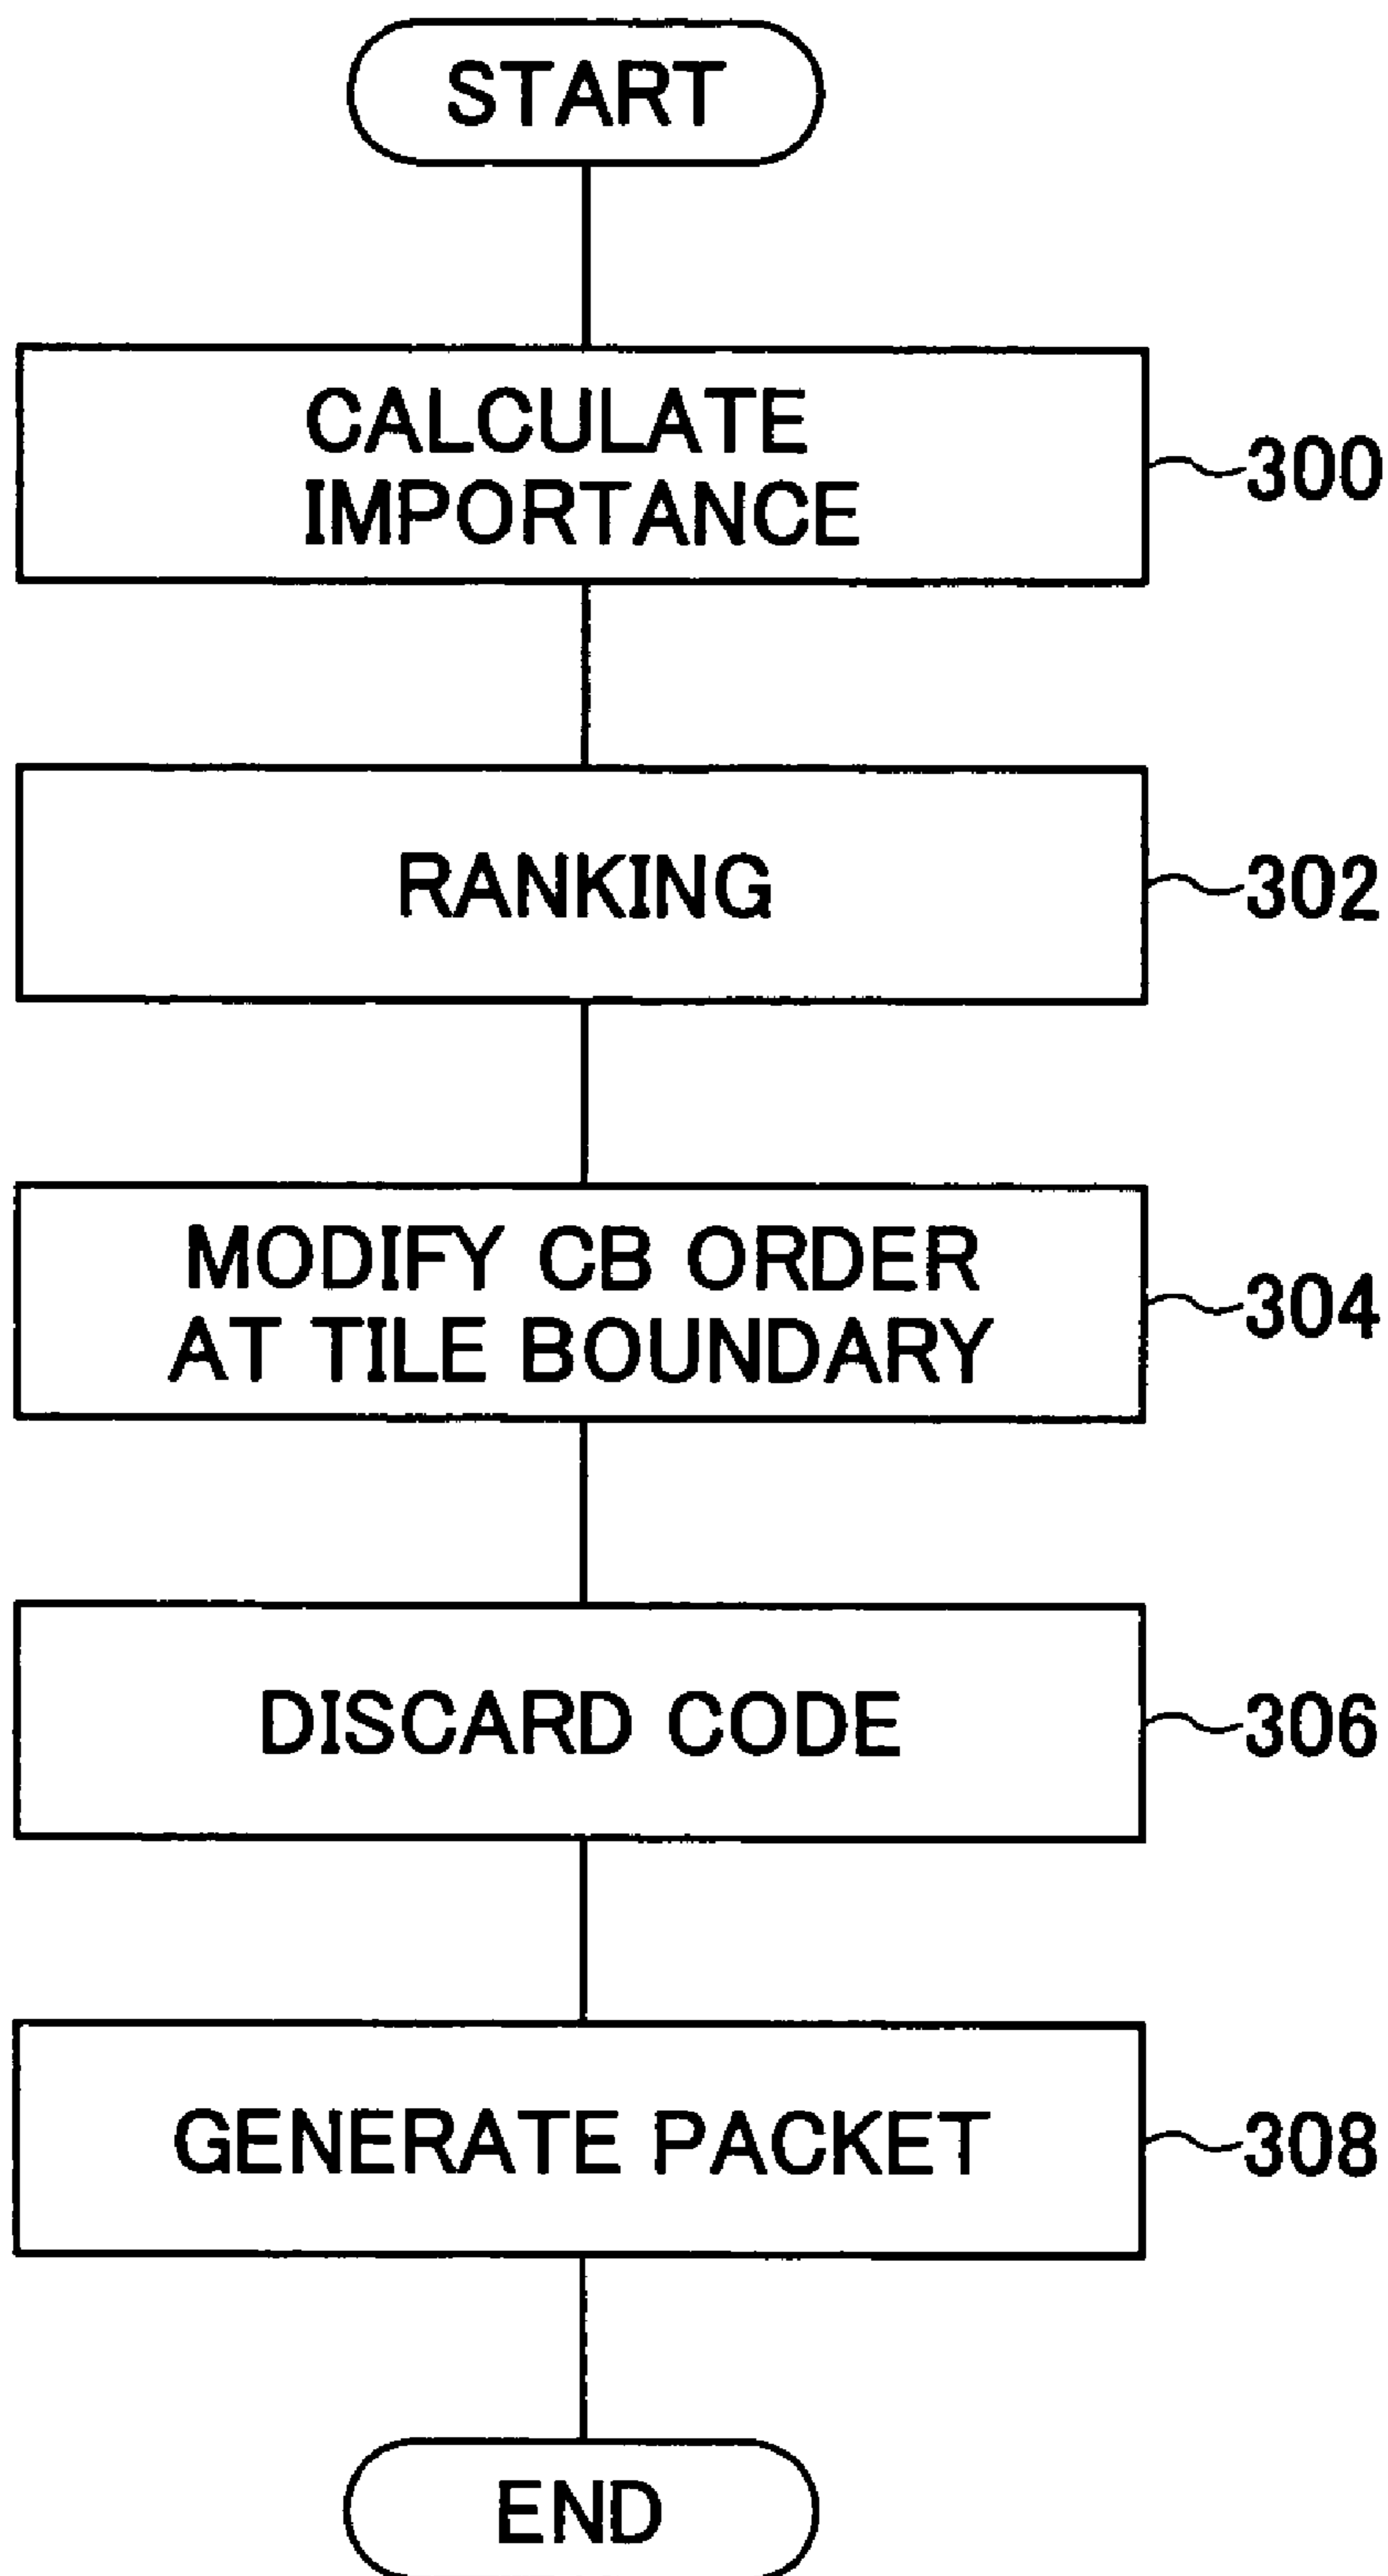 START
CALCULATE
IMPORTANCE
300
RANKING
302
MODIFY CB ORDER
AT TILE BOUNDARY
304
DISCARD CODE
306
GENERATE PACKET
308
END